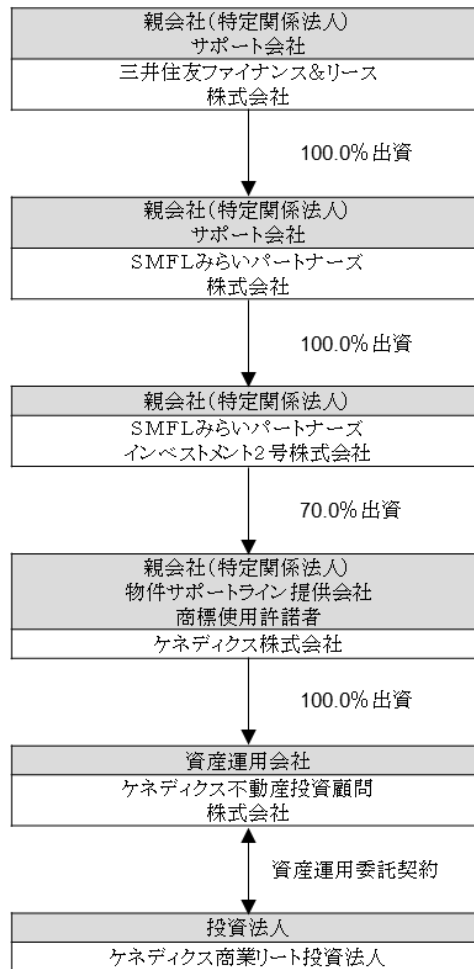 親会社(特定関係法人)
サポート会社
三井住友ファイナンス&リース
株式会社
100.0% 出資
親会社(特定関係法人)
サポート会社
SMFLみらいパートナーズ
株式会社
100.0% 出資
親会社(特定関係法人)
SMFLみらいパートナーズ
インベストメント2号株式会社
70.0% 出資
親会社(特定関係法人)
物件サポートライン提供会社
商標使用許諾者
ケネディクス株式会社
100.0% 出資
資産運用会社
ケネディクス不動産投資顧問
株式会社
資産運用委託契約
投資法人
ケネディクス商業リート投資法人